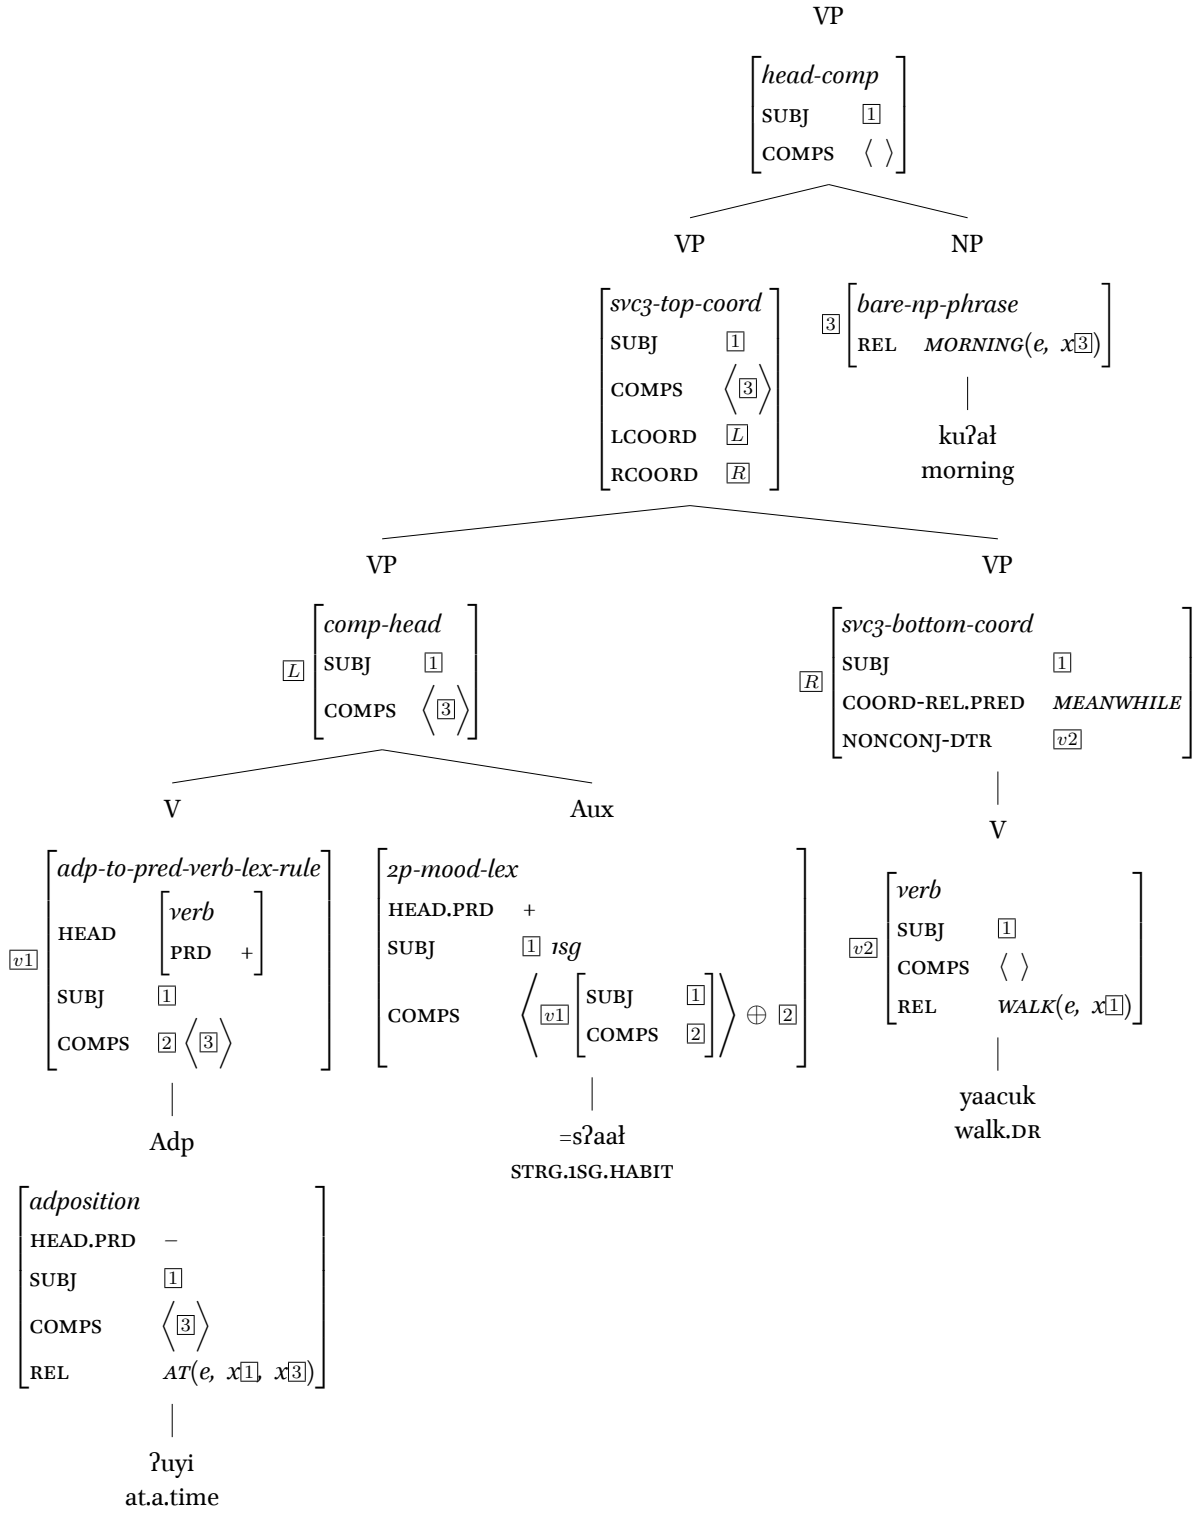 VP
head-comp
SUBJ 1
COMPS ⟨ ⟩
VP NP
svc3-top-coord
SUBJ 1
COMPS ⟨3⟩
LCOORD L
RCOORD R
3 bare-np-phrase
REL MORNING(e, x3)
kuʔał
morning
VP VP
L comp-head
SUBJ 1
COMPS ⟨3⟩
R svc3-bottom-coord
SUBJ 1
COORD-REL.PRED MEANWHILE
NONCONJ-DTR v2
V Aux
V
v1 adp-to-pred-verb-lex-rule
HEAD verb
PRD +
SUBJ 1
COMPS 2 ⟨3⟩
2p-mood-lex
HEAD.PRD +
SUBJ 1 1sg
COMPS ⟨v1 [SUBJ 1
COMPS 2]⟩ ⊕ 2
v2 verb
SUBJ 1
COMPS ⟨ ⟩
REL WALK(e, x1)
yaacuk
walk.DR
Adp
=sʔaał
STRG.1SG.HABIT
adposition
HEAD.PRD −
SUBJ 1
COMPS ⟨3⟩
REL AT(e, x1, x3)
ʔuyi
at.a.time